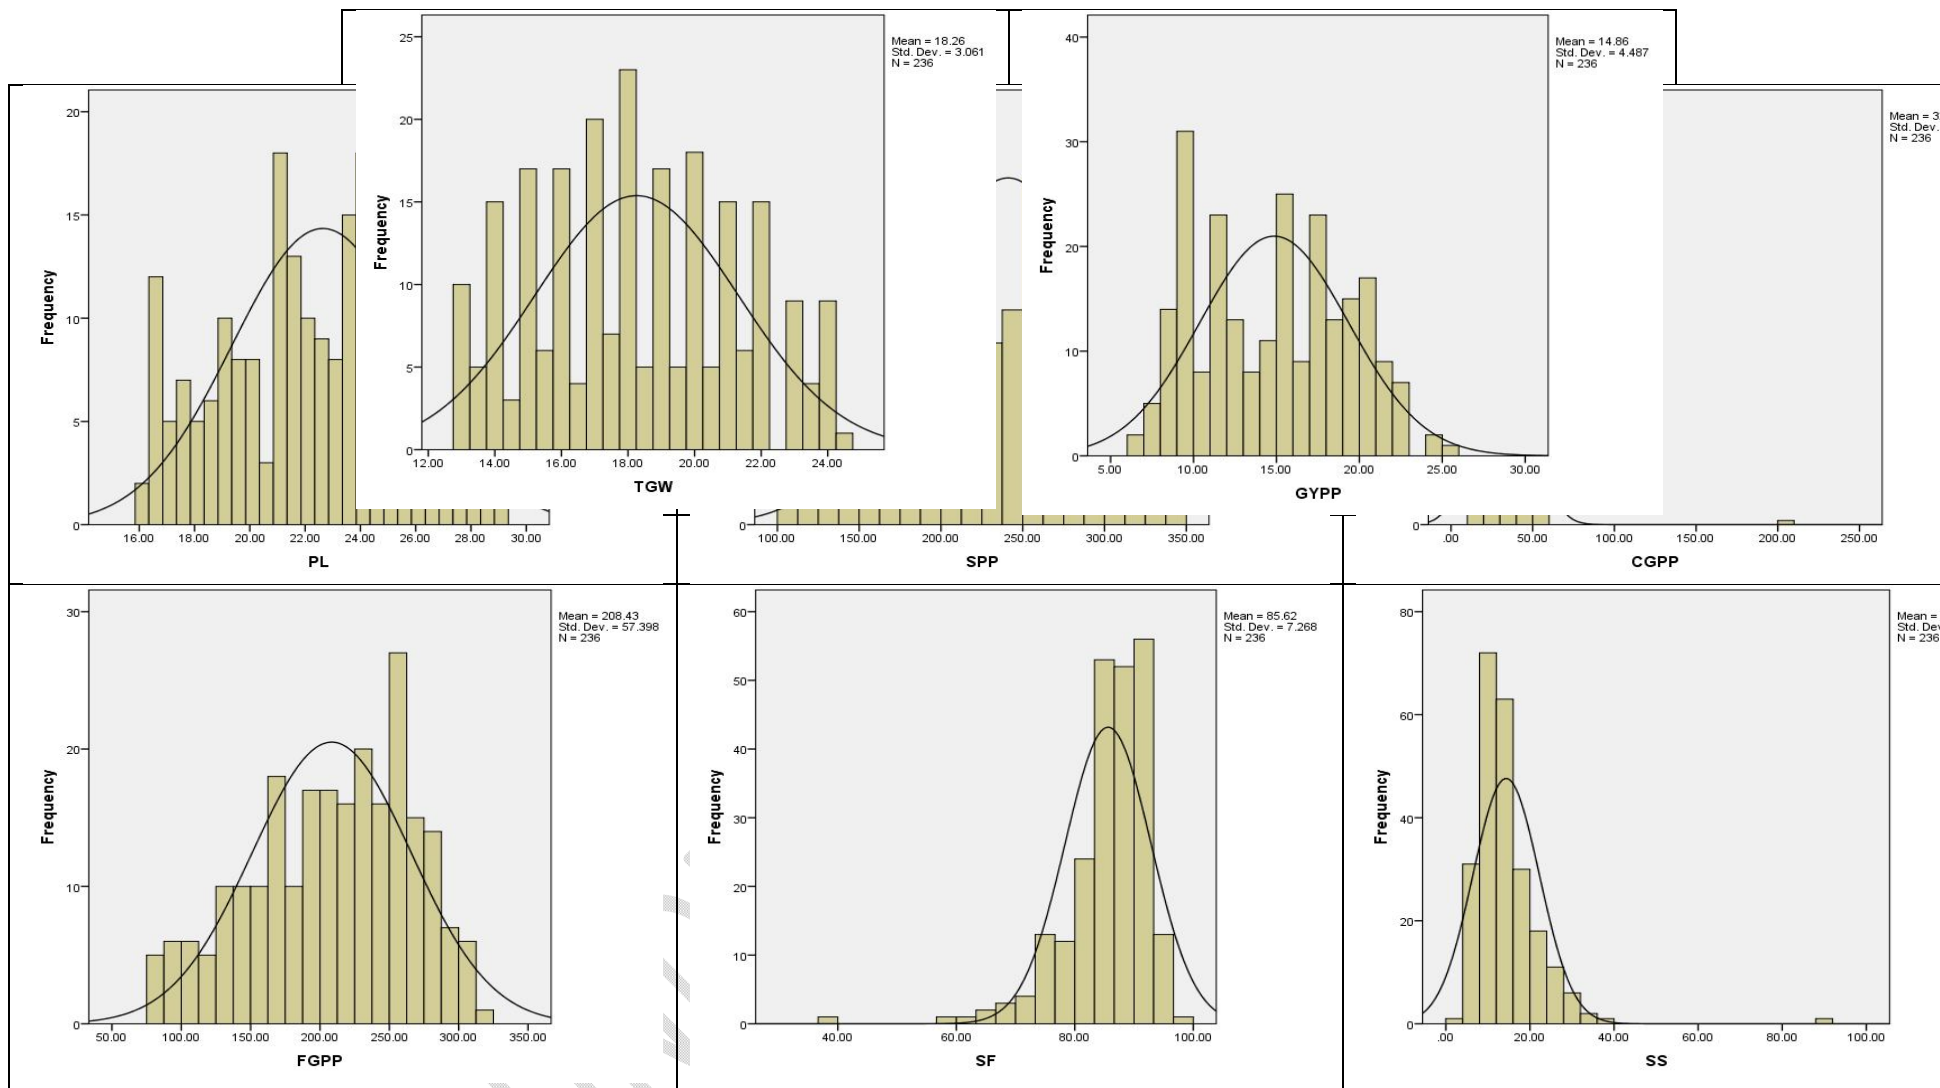 25
20
15
10
5
0
Frequency
12.00 14.00 16.00 18.00 20.00 22.00 24.00
TGW
Mean = 18.26
Std. Dev. = 3.061
N = 236
40
30
20
10
0
Frequency
5.00 10.00 15.00 20.00 25.00 30.00
GYPP
Mean = 14.86
Std. Dev. = 4.487
N = 236
20
15
10
5
0
Frequency
16.00 18.00 20.00 22.00 24.00 26.00 28.00 30.00
PL
0
100.00 150.00 200.00 250.00 300.00 350.00
SPP
0
.00 50.00 100.00 150.00 200.00 250.00
CGPP
Mean = 3
Std. Dev.
N = 236
30
20
10
0
Frequency
50.00 100.00 150.00 200.00 250.00 300.00 350.00
FGPP
Mean = 208.43
Std. Dev. = 57.398
N = 236
60
50
40
30
20
10
0
Frequency
40.00 60.00 80.00 100.00
SF
Mean = 85.62
Std. Dev. = 7.268
N = 236
80
60
40
20
0
Frequency
.00 20.00 40.00 60.00 80.00 100.00
SS
Mean =
Std. Dev
N = 236